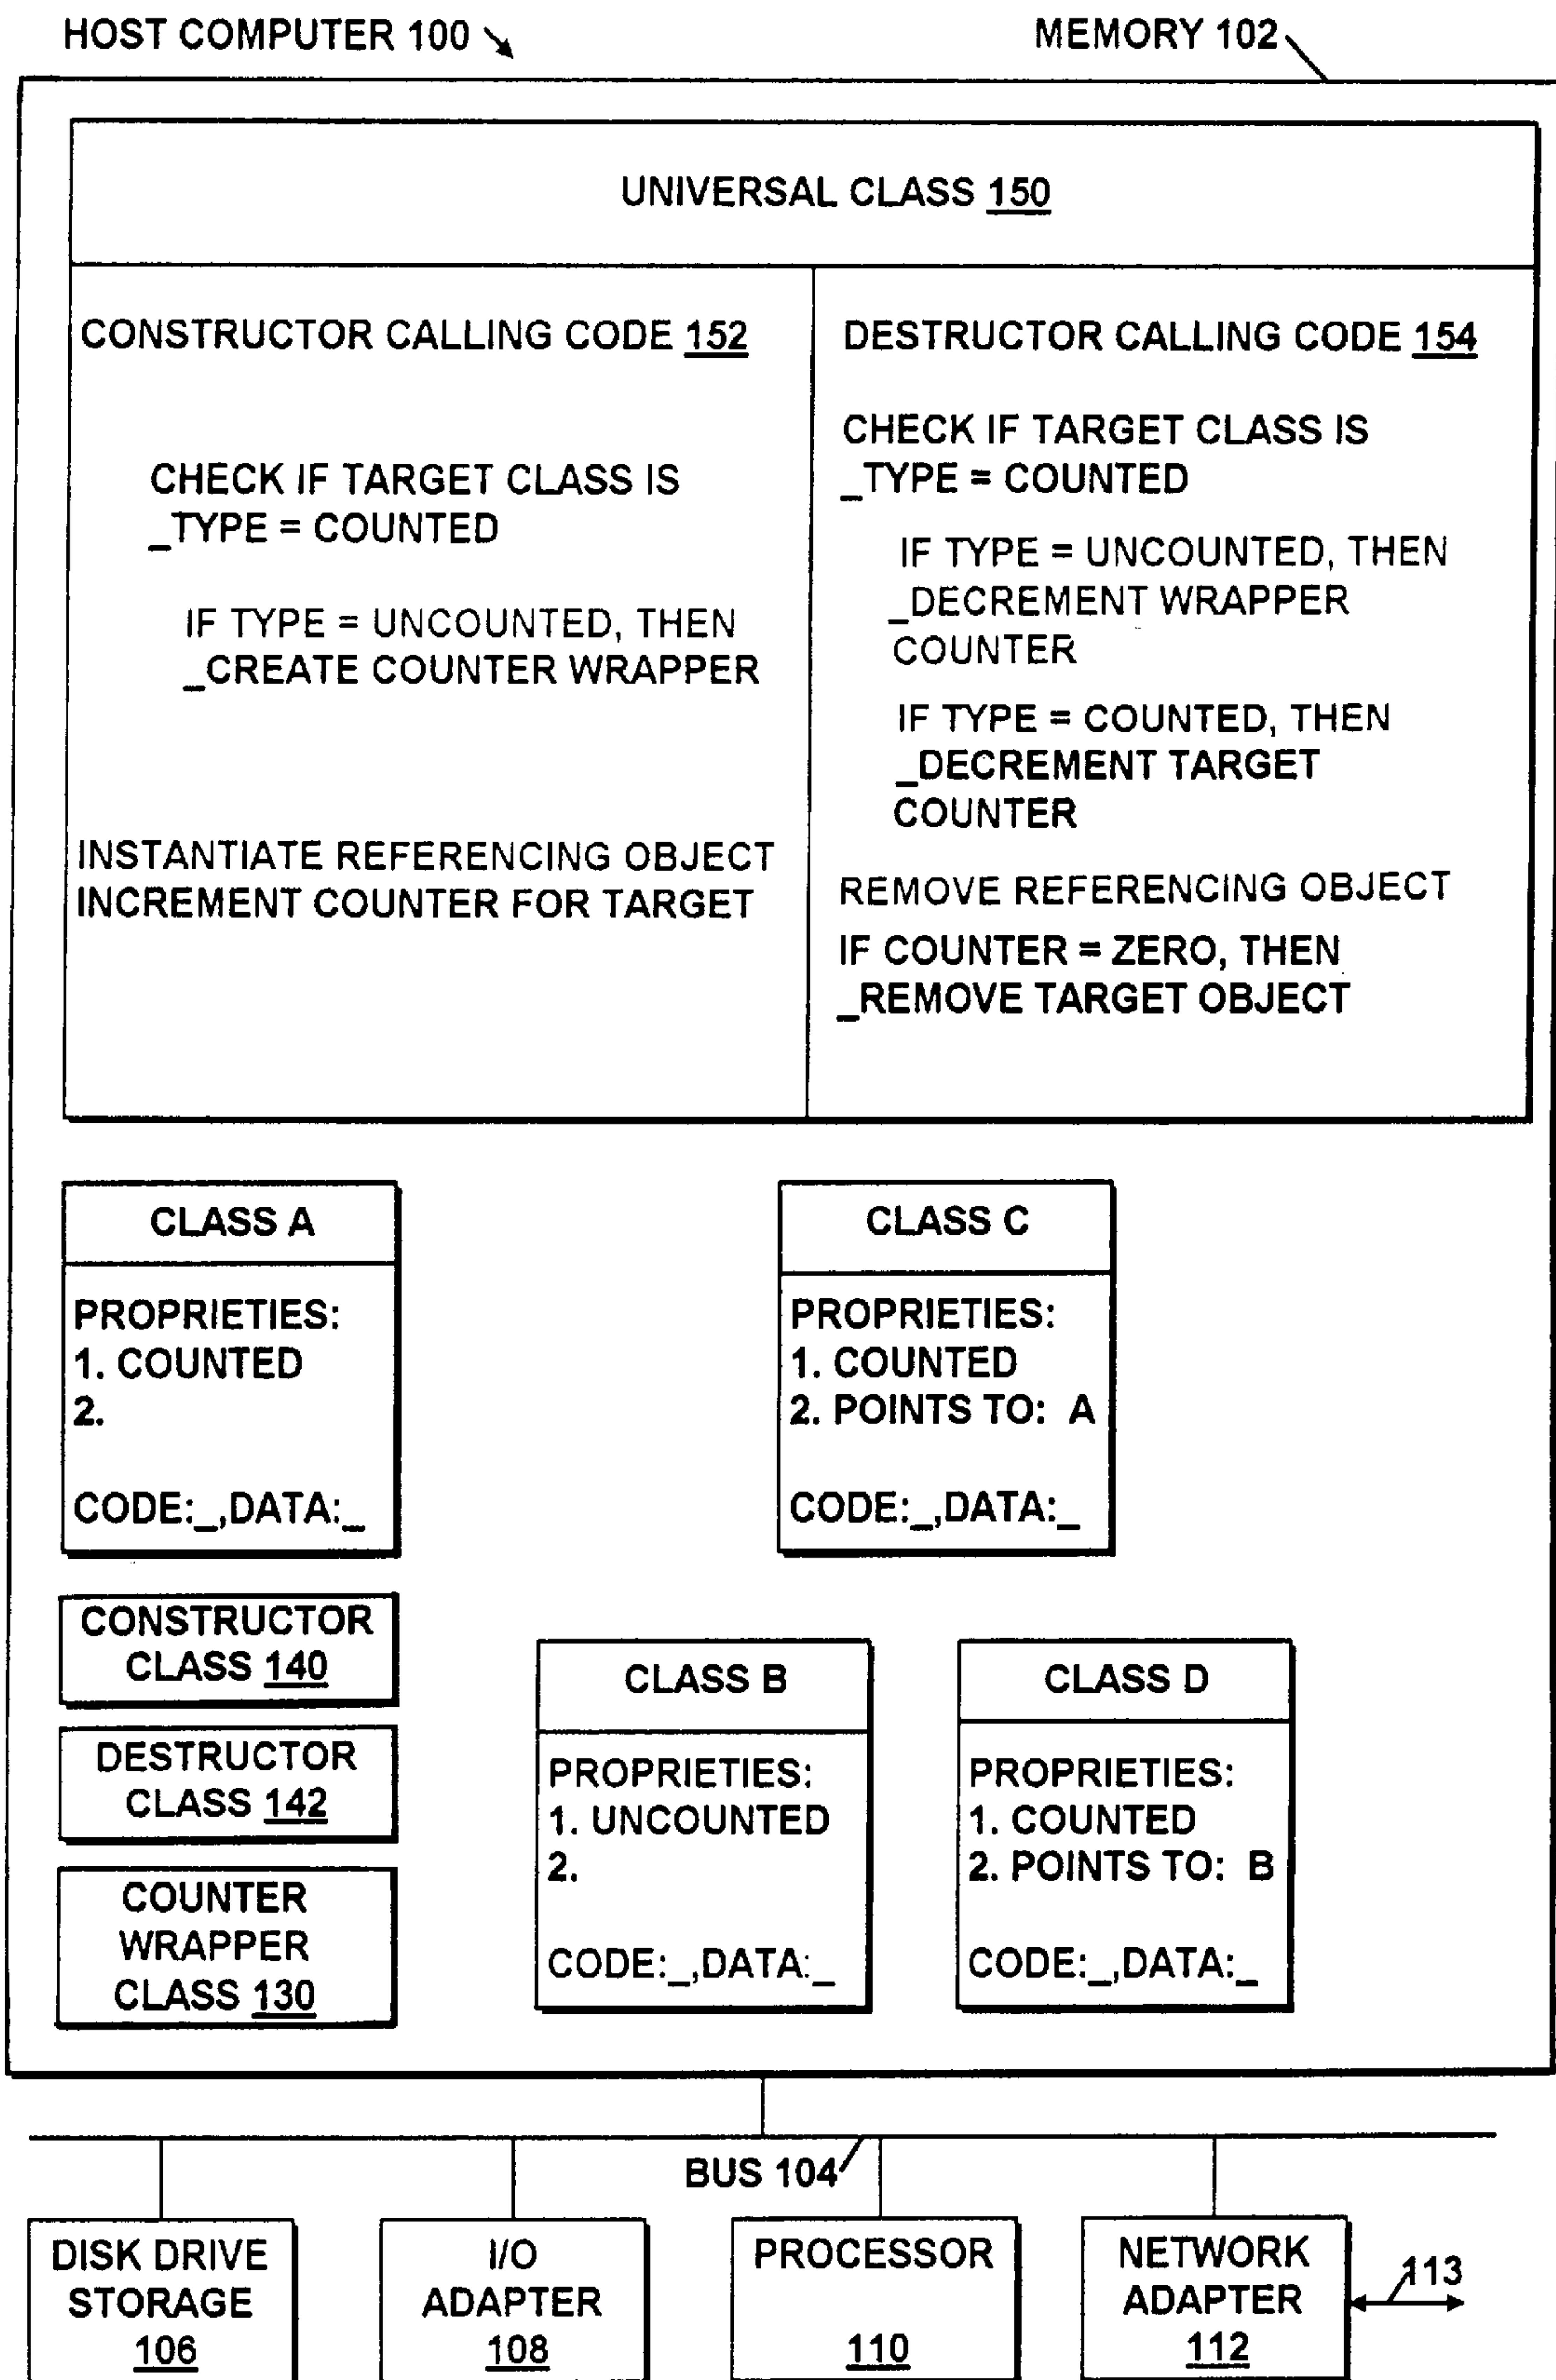 HOST COMPUTER 100
MEMORY 102
UNIVERSAL CLASS 150
CONSTRUCTOR CALLING CODE 152
CHECK IF TARGET CLASS IS
_TYPE = COUNTED
IF TYPE = UNCOUNTED, THEN
_CREATE COUNTER WRAPPER
INSTANTIATE REFERENCING OBJECT
INCREMENT COUNTER FOR TARGET
DESTRUCTOR CALLING CODE 154
CHECK IF TARGET CLASS IS
_TYPE = COUNTED
IF TYPE = UNCOUNTED, THEN
_DECREMENT WRAPPER
COUNTER
IF TYPE = COUNTED, THEN
_DECREMENT TARGET
COUNTER
REMOVE REFERENCING OBJECT
IF COUNTER = ZERO, THEN
_REMOVE TARGET OBJECT
CLASS A
PROPRIETIES:
1. COUNTED
2.
CODE:_,DATA:_
CLASS C
PROPRIETIES:
1. COUNTED
2. POINTS TO: A
CODE:_,DATA:_
CONSTRUCTOR
CLASS 140
DESTRUCTOR
CLASS 142
COUNTER
WRAPPER
CLASS 130
CLASS B
PROPRIETIES:
1. UNCOUNTED
2.
CODE:_,DATA:_
CLASS D
PROPRIETIES:
1. COUNTED
2. POINTS TO: B
CODE:_,DATA:_
BUS 104
DISK DRIVE
STORAGE
106
I/O
ADAPTER
108
PROCESSOR
110
NETWORK
ADAPTER
112
113